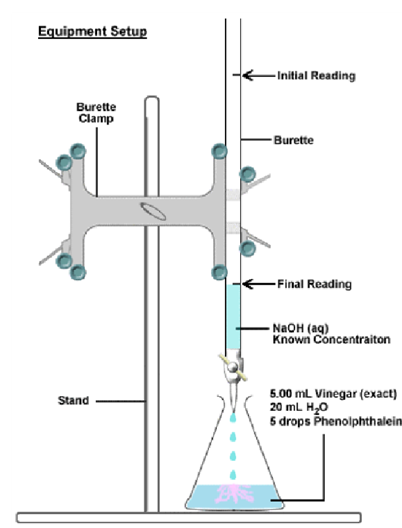 Equipment Setup
Initial Reading
Burette
Clamp
Burette
Final Reading
NaOH (aq)
Known Concentraiton
5.00 mL Vinegar (exact)
20 mL H₂O
5 drops Phenolphthalein
Stand